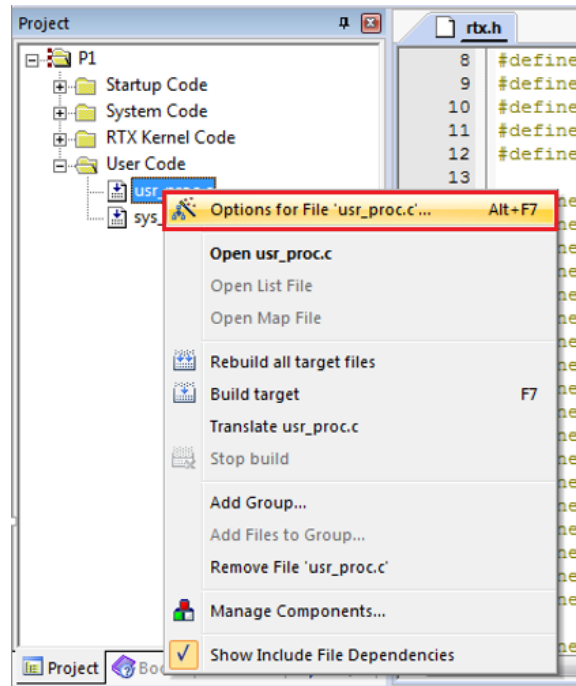 Project
rtx.h
P1
Startup Code
System Code
RTX Kernel Code
User Code
usr_proc.c
sys_
8 #define
9 #define
10 #define
11 #define
12 #define
13
Options for File 'usr_proc.c'... Alt+F7
Open usr_proc.c
Open List File
Open Map File
Rebuild all target files
Build target F7
Translate usr_proc.c
Stop build
Add Group...
Add Files to Group...
Remove File 'usr_proc.c'
Manage Components...
Show Include File Dependencies
Project Boo